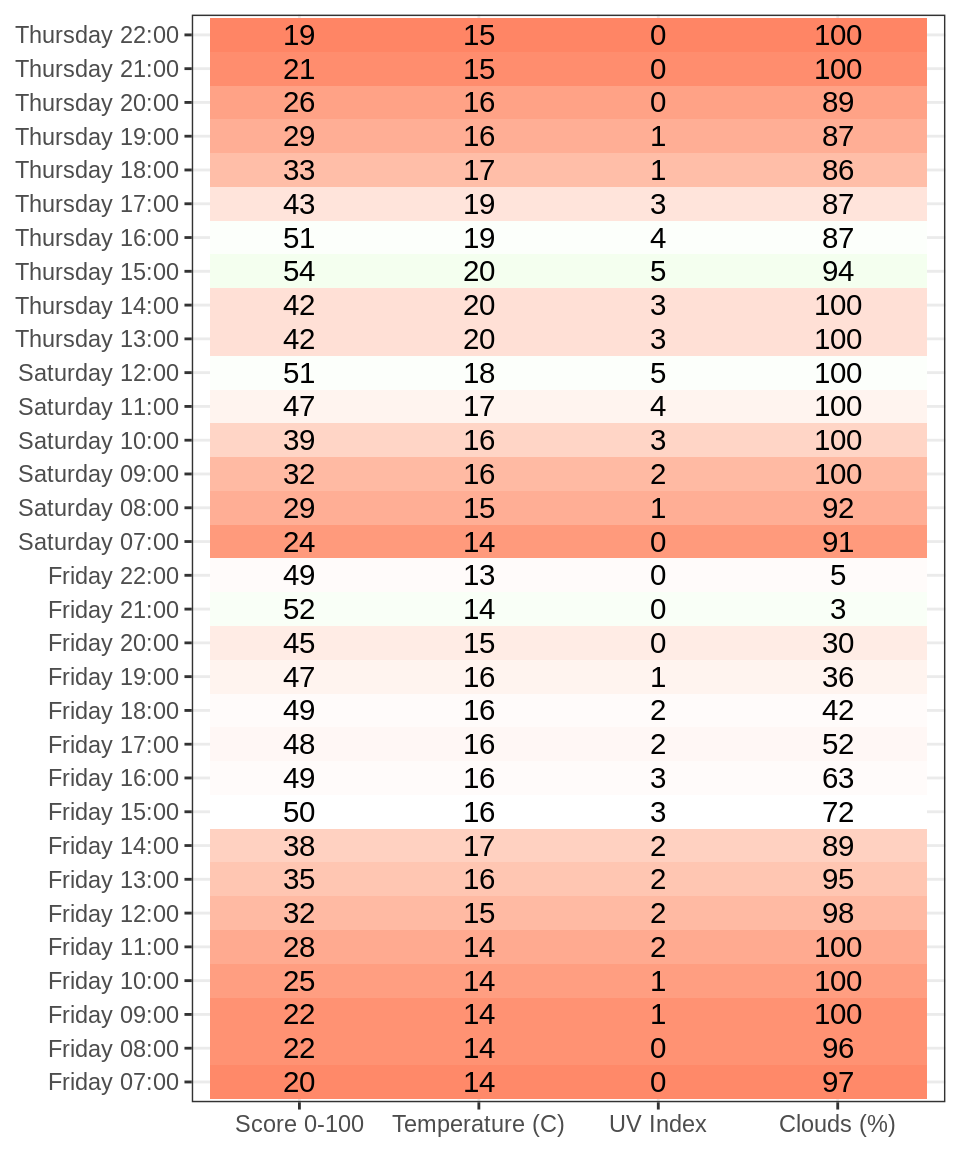 Thursday 22:00 19 15 0 100
Thursday 21:00 21 15 0 100
Thursday 20:00 26 16 0 89
Thursday 19:00 29 16 1 87
Thursday 18:00 33 17 1 86
Thursday 17:00 43 19 3 87
Thursday 16:00 51 19 4 87
Thursday 15:00 54 20 5 94
Thursday 14:00 42 20 3 100
Thursday 13:00 42 20 3 100
Saturday 12:00 51 18 5 100
Saturday 11:00 47 17 4 100
Saturday 10:00 39 16 3 100
Saturday 09:00 32 16 2 100
Saturday 08:00 29 15 1 92
Saturday 07:00 24 14 0 91
Friday 22:00 49 13 0 5
Friday 21:00 52 14 0 3
Friday 20:00 45 15 0 30
Friday 19:00 47 16 1 36
Friday 18:00 49 16 2 42
Friday 17:00 48 16 2 52
Friday 16:00 49 16 3 63
Friday 15:00 50 16 3 72
Friday 14:00 38 17 2 89
Friday 13:00 35 16 2 95
Friday 12:00 32 15 2 98
Friday 11:00 28 14 2 100
Friday 10:00 25 14 1 100
Friday 09:00 22 14 1 100
Friday 08:00 22 14 0 96
Friday 07:00 20 14 0 97
Score 0-100 Temperature (C) UV Index Clouds (%)